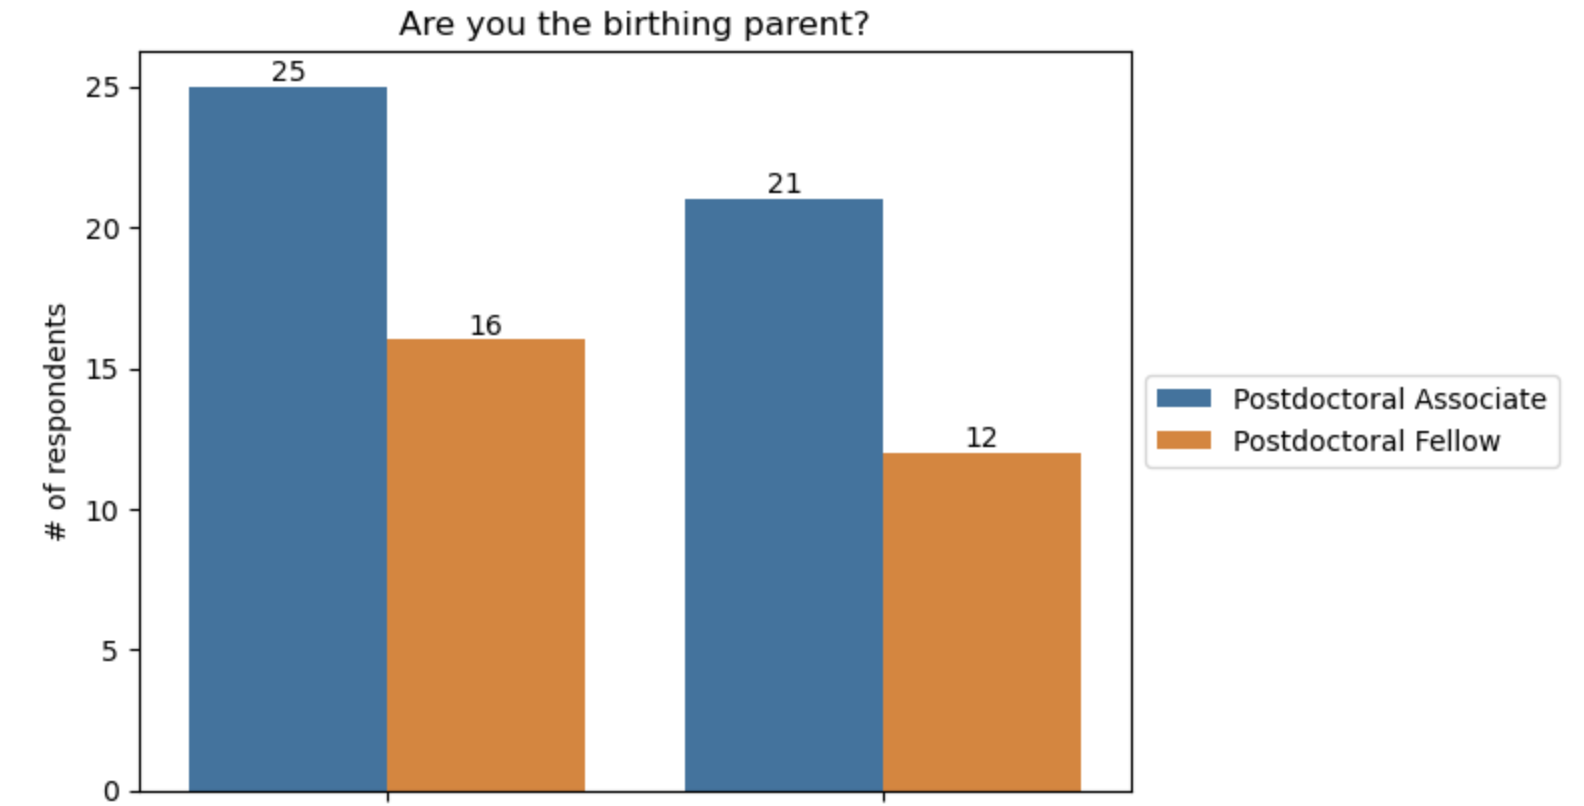 Are you the birthing parent?
25
21
16
12
25
20
15
10
5
0
# of respondents
Postdoctoral Associate
Postdoctoral Fellow